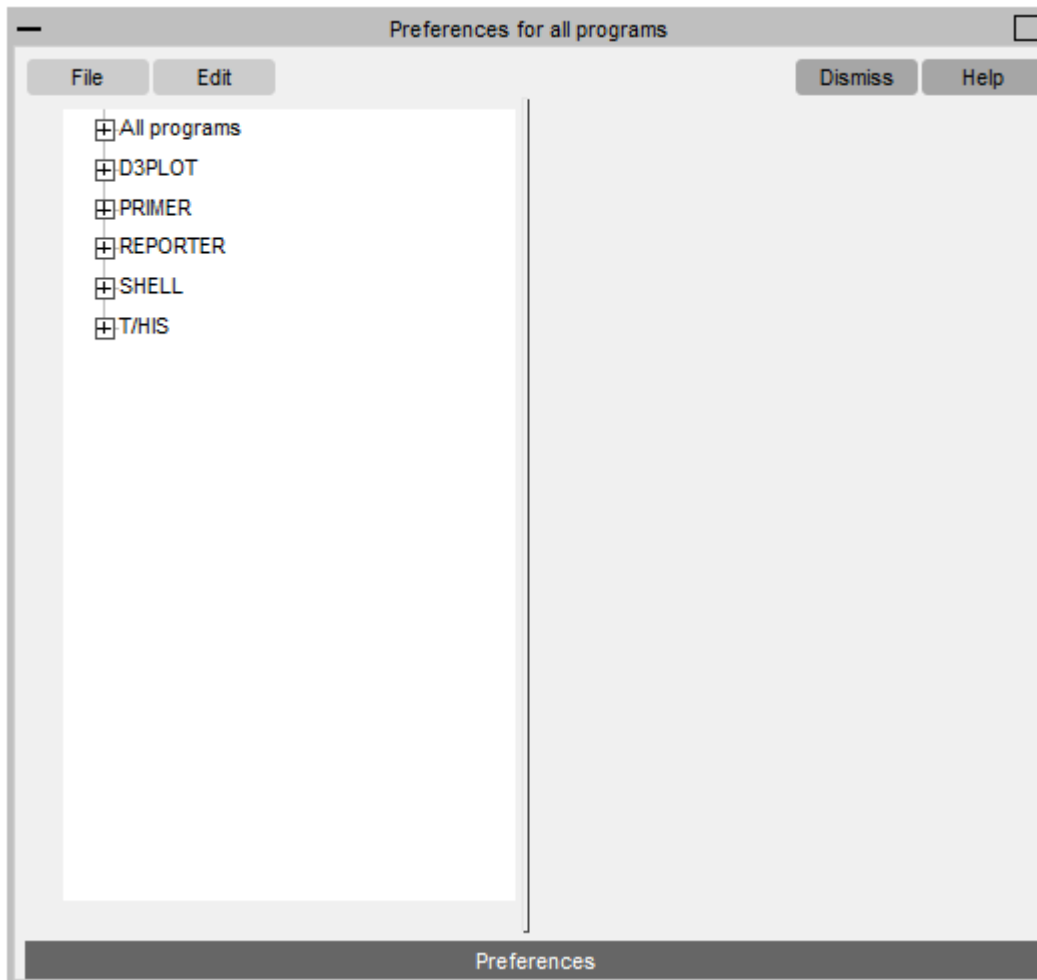 Preferences for all programs
File Edit Dismiss Help
All programs
D3PLOT
PRIMER
REPORTER
SHELL
T/HIS
Preferences